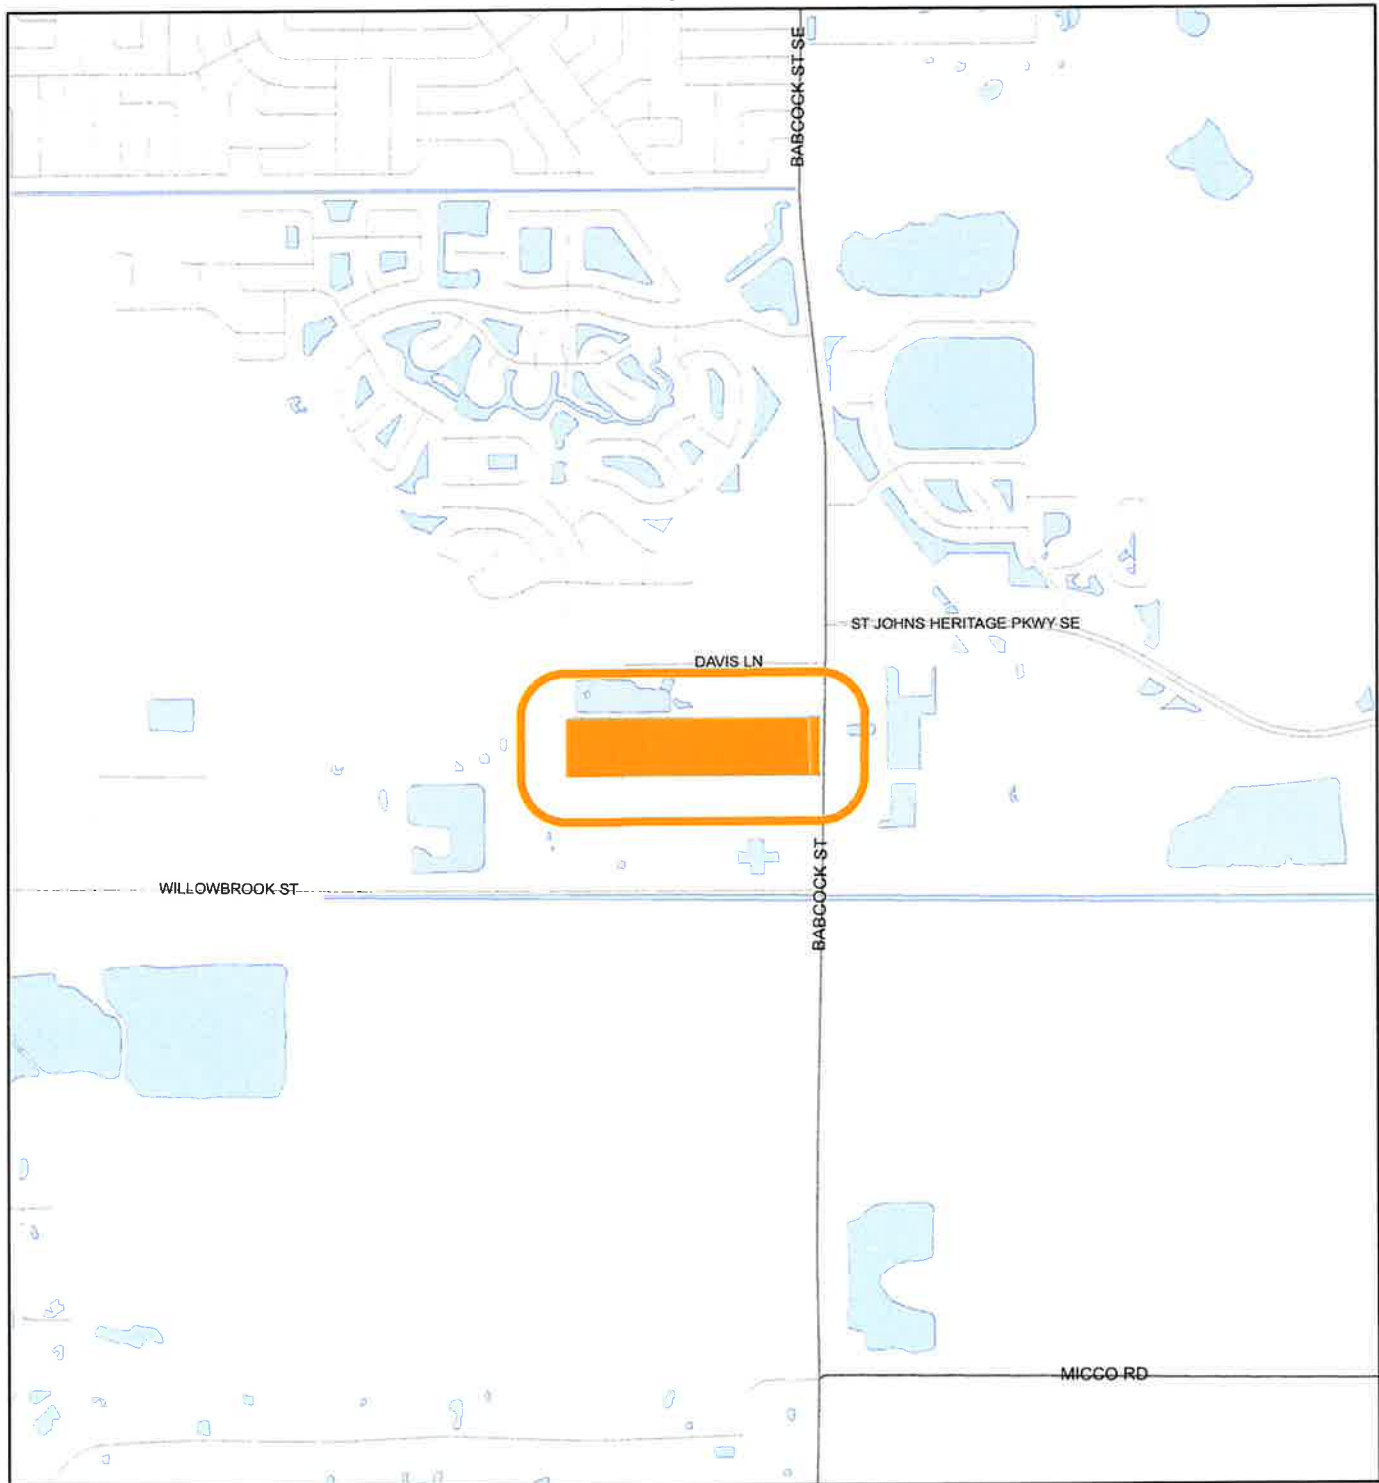 BABCOCK ST SE
ST JOHNS HERITAGE PKWY SE
DAVIS LN
BABCOCK ST
WILLOWBROOK ST
MICCO RD